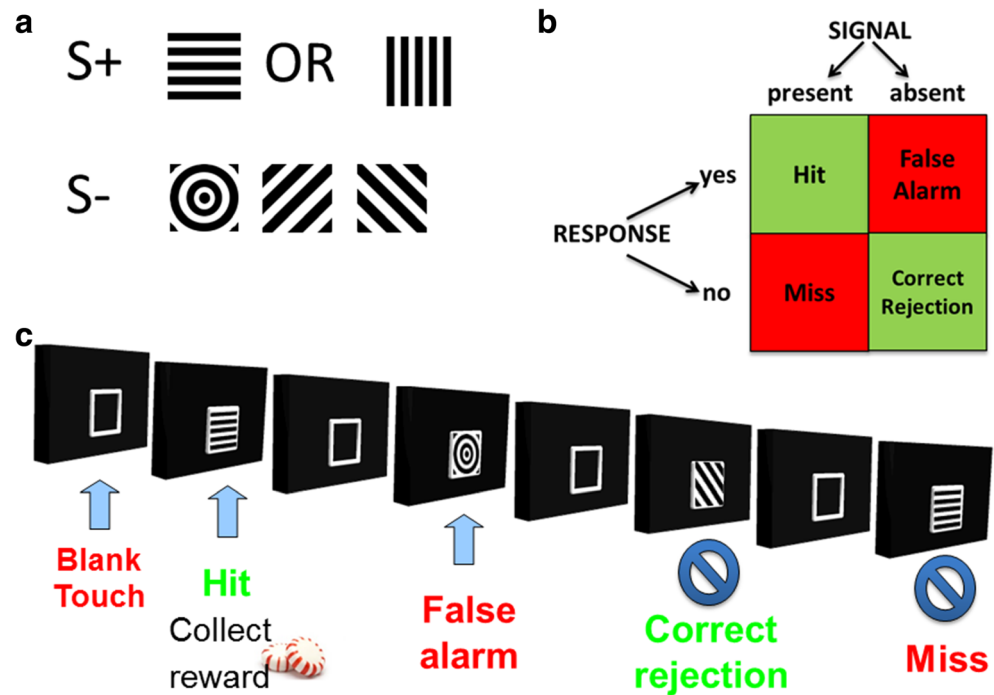 a
S+ OR
S-
b
SIGNAL
present absent
yes
Hit
False
Alarm
RESPONSE
no
Miss
Correct
Rejection
c
Blank
Touch
Hit
Collect
reward
False
alarm
Correct
rejection
Miss